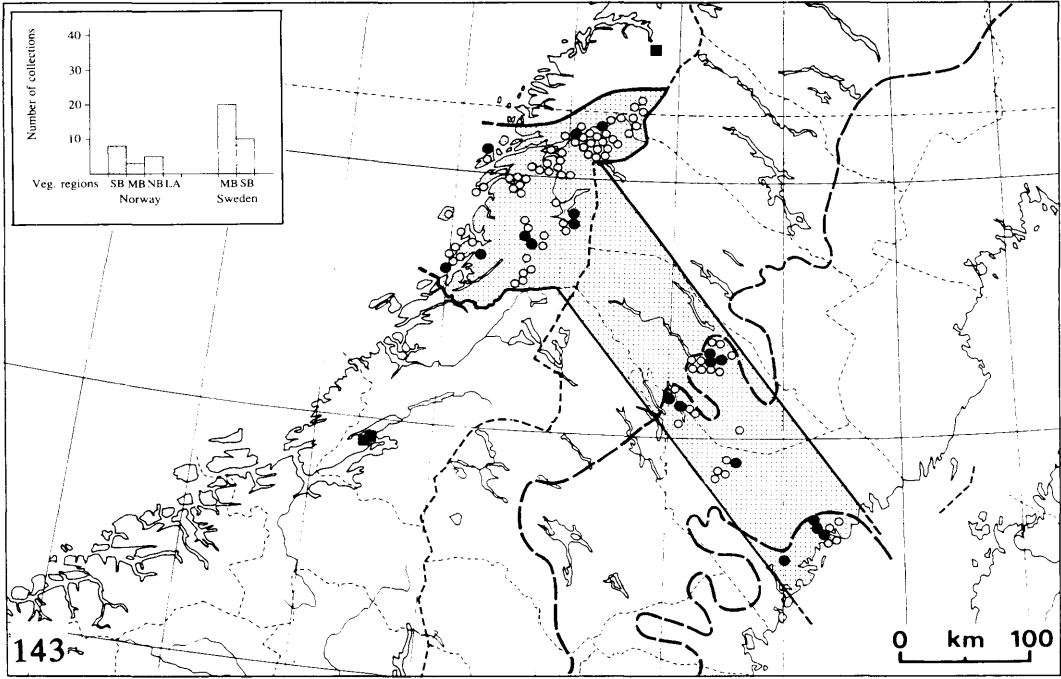 Number of collections
40
30
20
10
Veg. regions SB MB NB LA MB SB
Norway Sweden
143
0 km 100